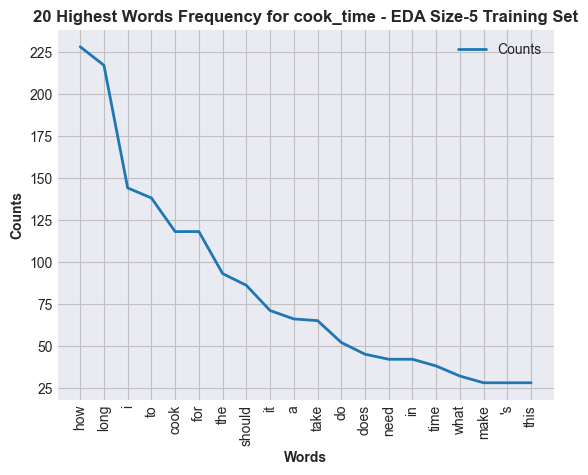 20 Highest Words Frequency for cook_time - EDA Size-5 Training Set
Counts
225
200
175
150
125
100
75
50
25
Counts
how
long
i
to
cook
for
the
should
it
a
take
do
does
need
in
time
what
make
's
this
Words